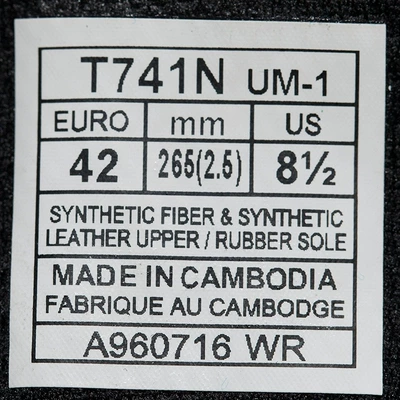 T741N UM-1
EURO mm US
42 265(2.5) 8½
SYNTHETIC FIBER & SYNTHETIC
LEATHER UPPER / RUBBER SOLE
MADE IN CAMBODIA
FABRIQUE AU CAMBODGE
A960716 WR